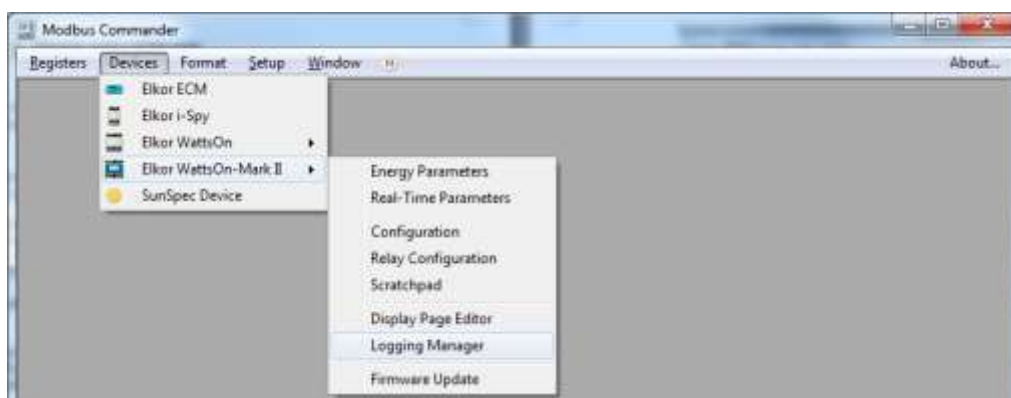 Modbus Commander
Registers Devices Format Setup Window About...
Elkor ECM
Elkor i-Spy
Elkor WattsOn
Elkor WattsOn-Mark II
SunSpec Device
Energy Parameters
Real-Time Parameters
Configuration
Relay Configuration
Scratchpad
Display Page Editor
Logging Manager
Firmware Update